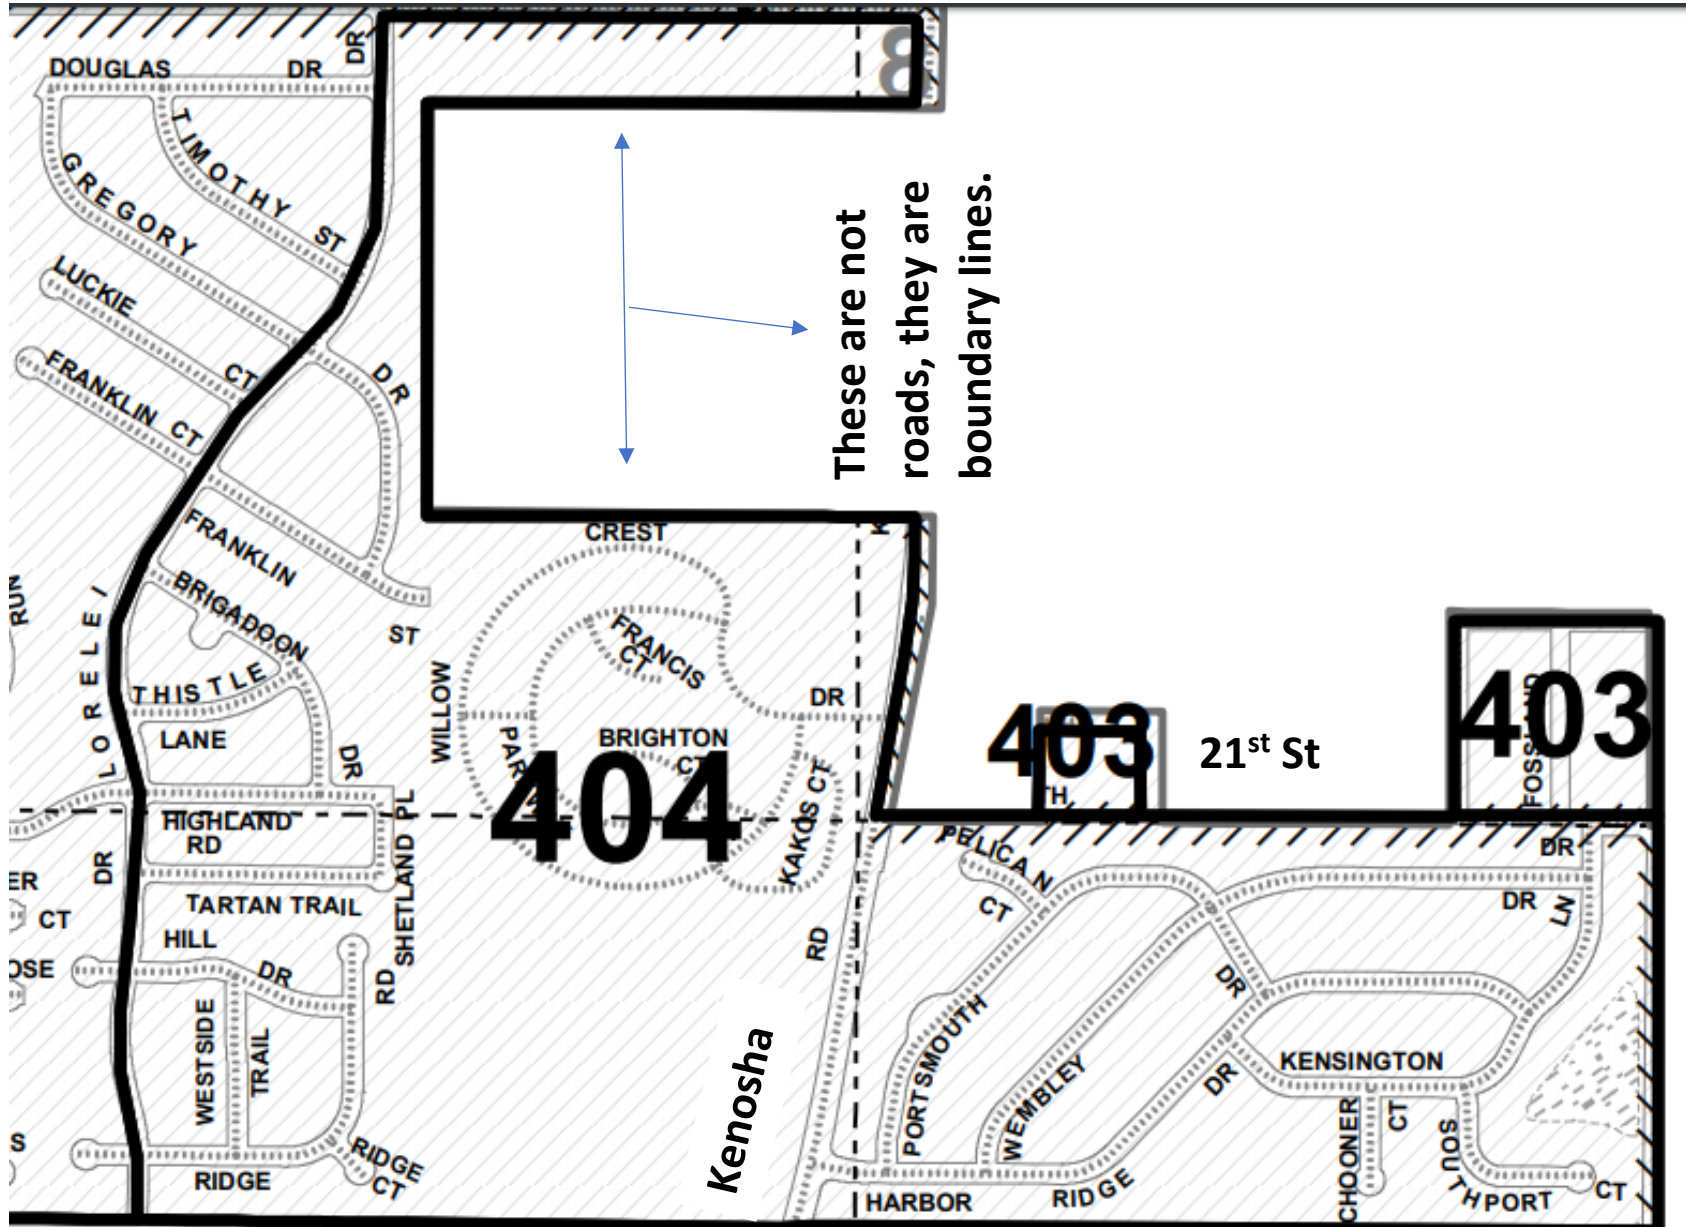 DOUGLAS DR
DR
8
TIMOTHY ST
GREGORY
DR
LUCKIE CT
FRANKLIN CT
These are not
roads, they are
boundary lines.
CREST
K
FRANKLIN
ST
BRIGADOON
DR
RUN
LORELEI
DR
THISTLE
LANE
WILLOW
FRANCIS
CT
DR
BRIGHTON
CT
404
KAKOS CT
403
TH
21st St
403
HIGHLAND
RD
SHETLAND PL
TARTAN TRAIL
ER
CT
OSE
HILL
DR
RD
WESTSIDE
TRAIL
S
RIDGE
RIDGE
CT
RD
Kenosha
PELICAN
CT
DR
DR
LN
DR
PORTSMOUTH
WEMBLEY
DR
KENSINGTON
CHOONER
CT
SOUTHPORT CT
HARBOR RIDGE